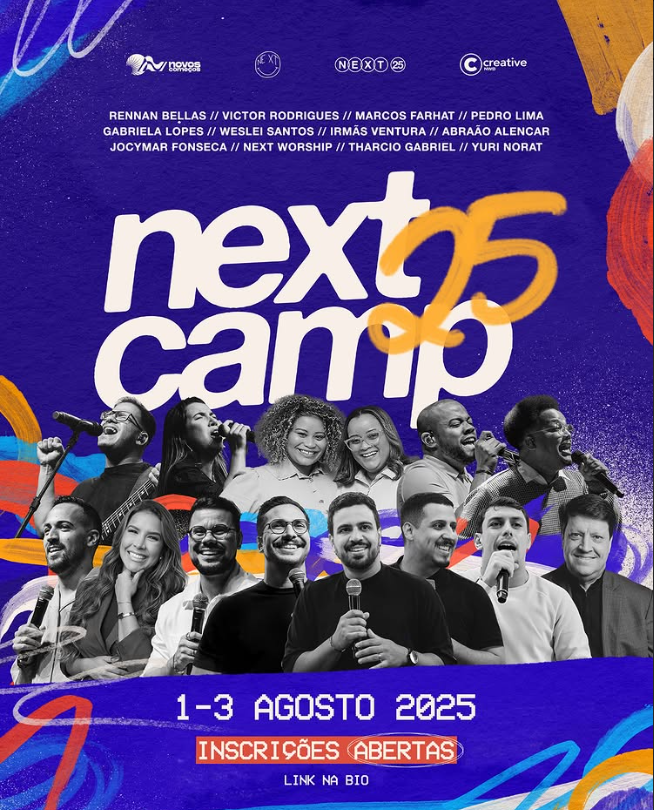 novos começos
NEXT
NEXT 25
creative
RENNAN BELLAS // VICTOR RODRIGUES // MARCOS FARHAT // PEDRO LIMA
GABRIELA LOPES // WESLEI SANTOS // IRMÃS VENTURA // ABRAÃO ALENCAR
JOCYMAR FONSECA // NEXT WORSHIP // THARCIO GABRIEL // YURI NORAT
next 25
camp
1-3 AGOSTO 2025
INSCRIÇÕES ABERTAS
LINK NA BIO